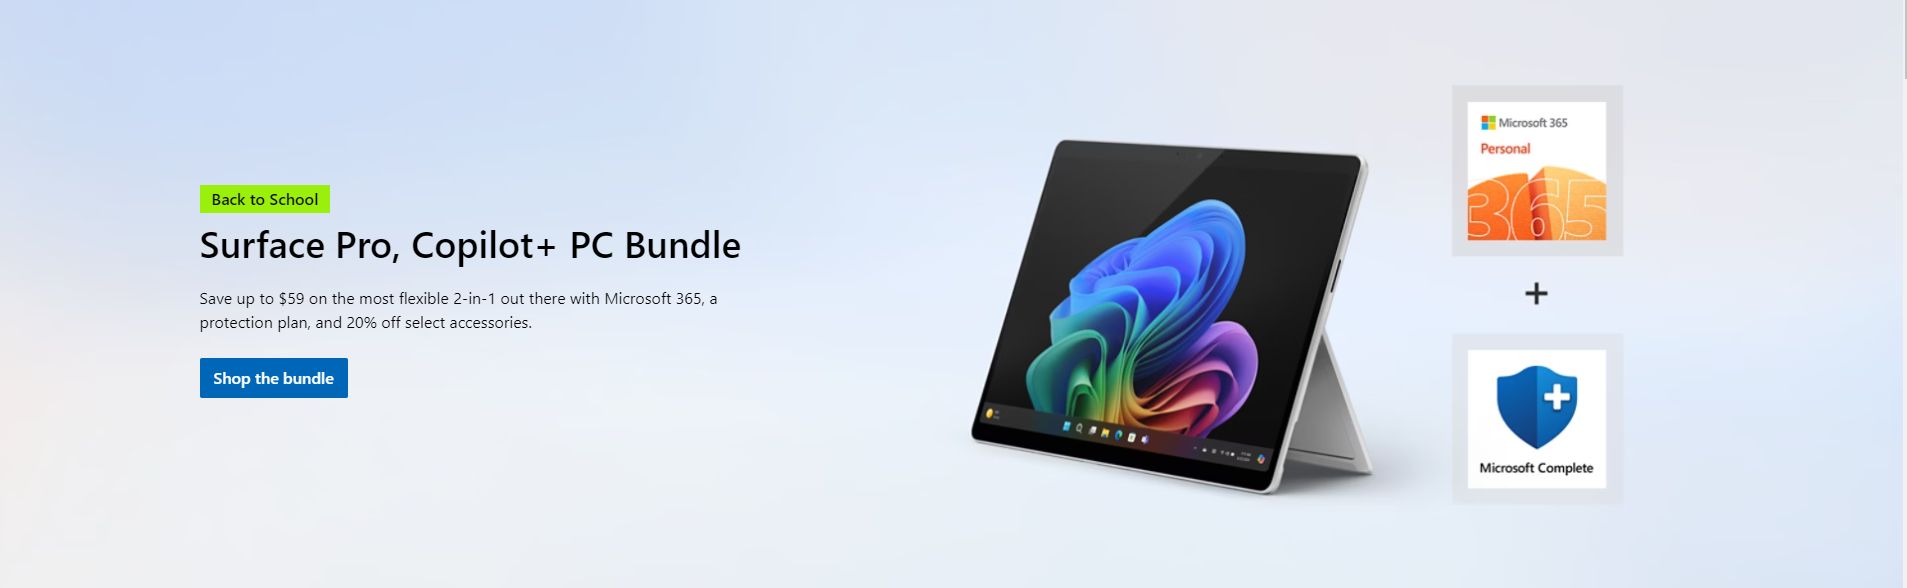 Back to School
Surface Pro, Copilot+ PC Bundle
Save up to $59 on the most flexible 2-in-1 out there with Microsoft 365, a
protection plan, and 20% off select accessories.
Shop the bundle
Microsoft 365
Personal
365
+
Microsoft Complete